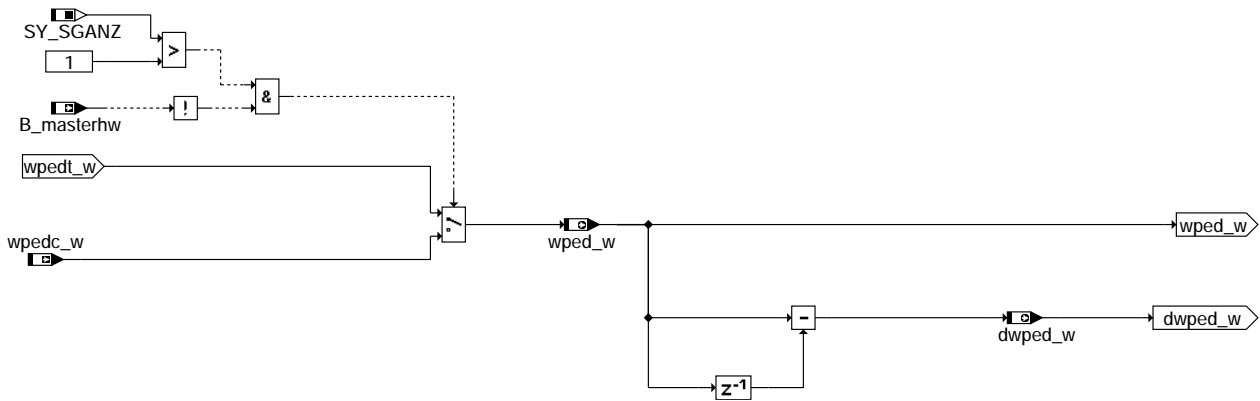 SY_SGANZ
1
>
&
!
B_masterhw
wpedt_w
wpedc_w
wped_w
wped_w
-
dwped_w
dwped_w
z-1